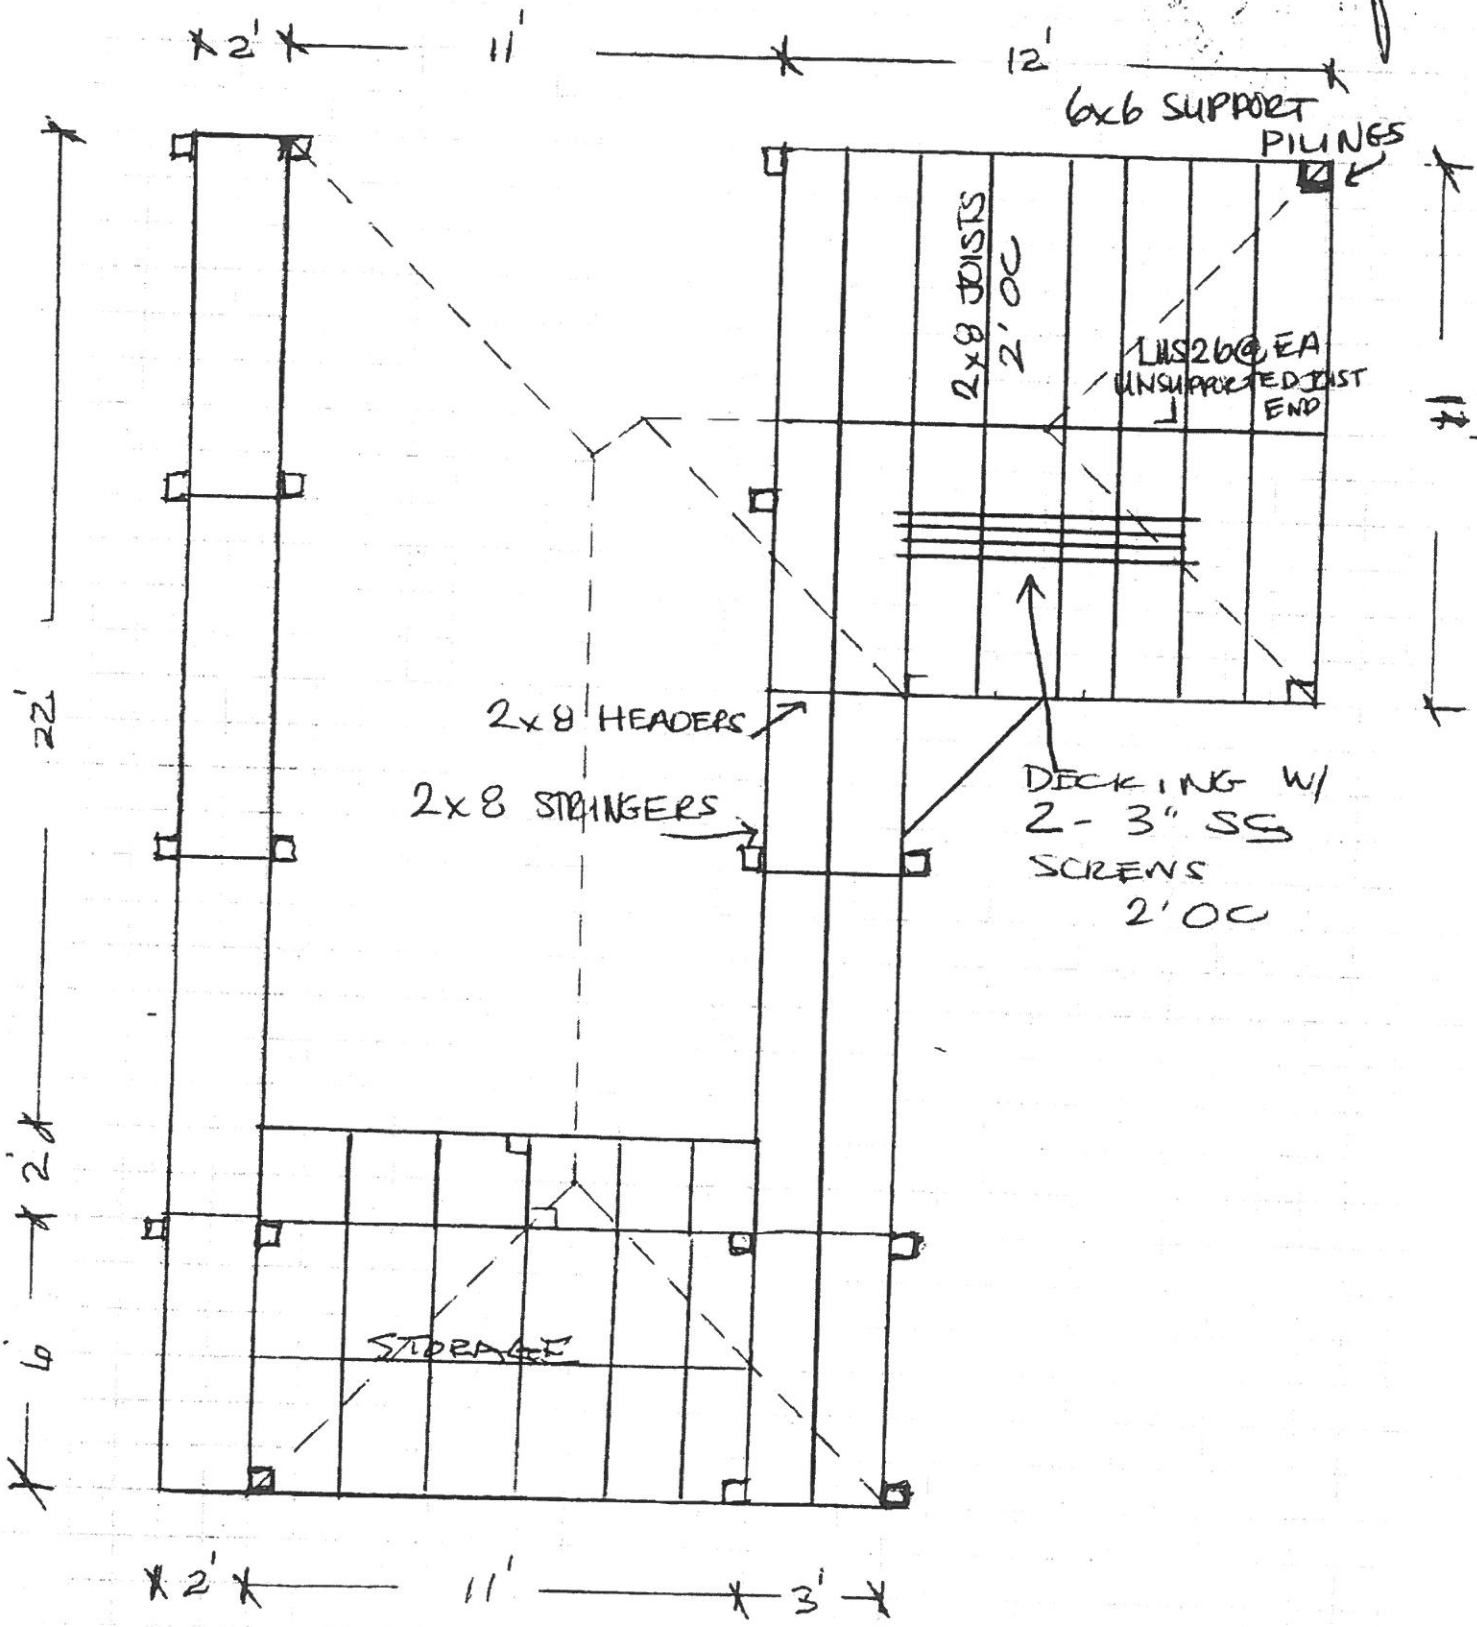 2'
11'
12'
6x6 SUPPORT
PILINGS
2x8 JOISTS
2' OC
LUS26@ EA
UNSUPPORTED JOIST
END
22'
2x8 HEADERS
2x8 STRINGERS
DECKING W/
2- 3" SS
SCREWS
2' OC
2'
6'
STORAGE
2'
11'
3'